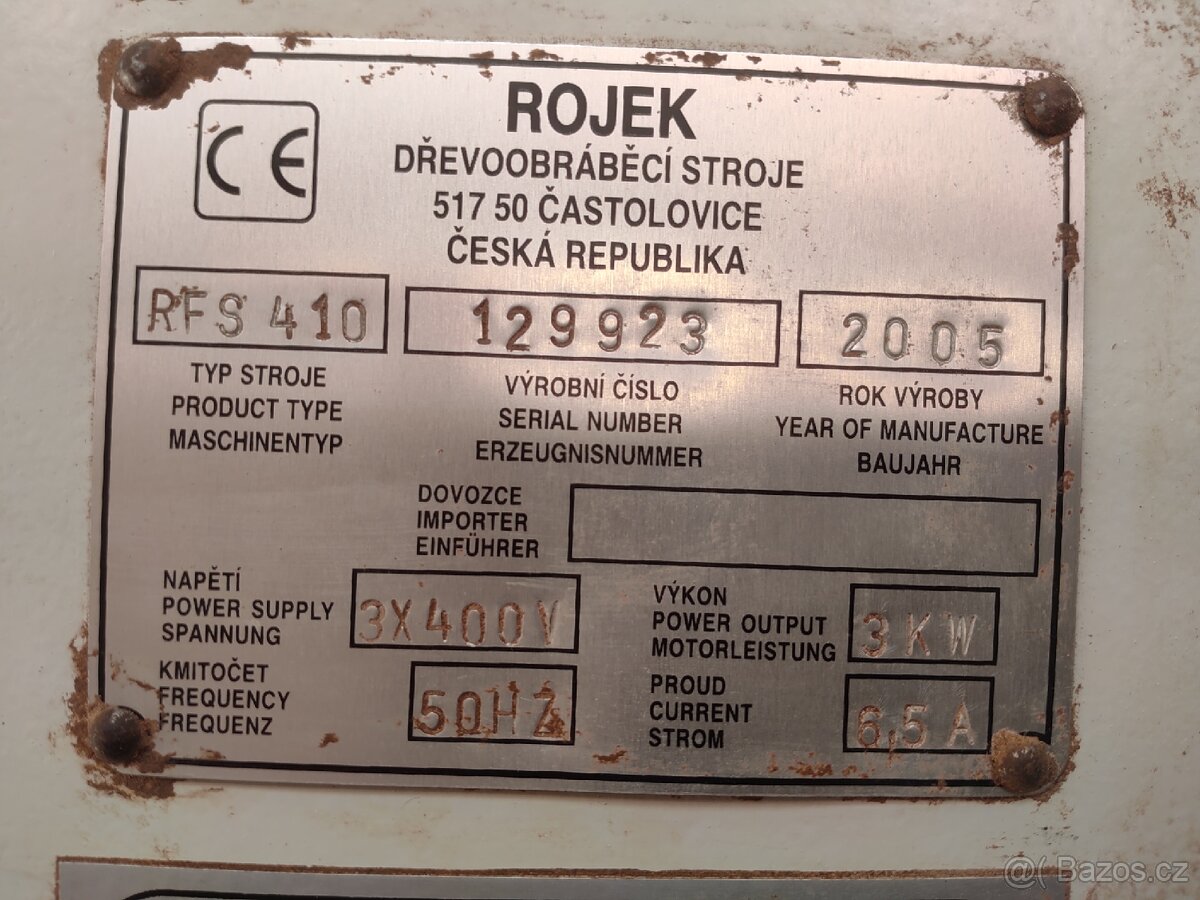 CE
ROJEK
DŘEVOOBRÁBĚCÍ STROJE
517 50 ČASTOLOVICE
ČESKÁ REPUBLIKA
RFS 410
129923
2005
TYP STROJE
PRODUCT TYPE
MASCHINENTYP
VÝROBNÍ ČÍSLO
SERIAL NUMBER
ERZEUGNISNUMMER
ROK VÝROBY
YEAR OF MANUFACTURE
BAUJAHR
DOVOZCE
IMPORTER
EINFÜHRER
NAPĚTÍ
POWER SUPPLY
SPANNUNG
3X400V
VÝKON
POWER OUTPUT
MOTORLEISTUNG
3KW
KMITOČET
FREQUENCY
FREQUENZ
50HZ
PROUD
CURRENT
STROM
6,5A
@( Bazos.cz